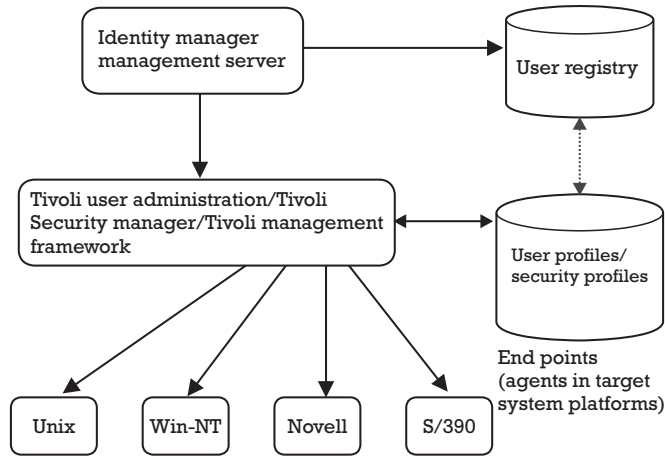 Identity manager
management server
User registry
Tivoli user administration/Tivoli
Security manager/Tivoli management
framework
User profiles/
security profiles
End points
(agents in target
system platforms)
Unix
Win-NT
Novell
S/390